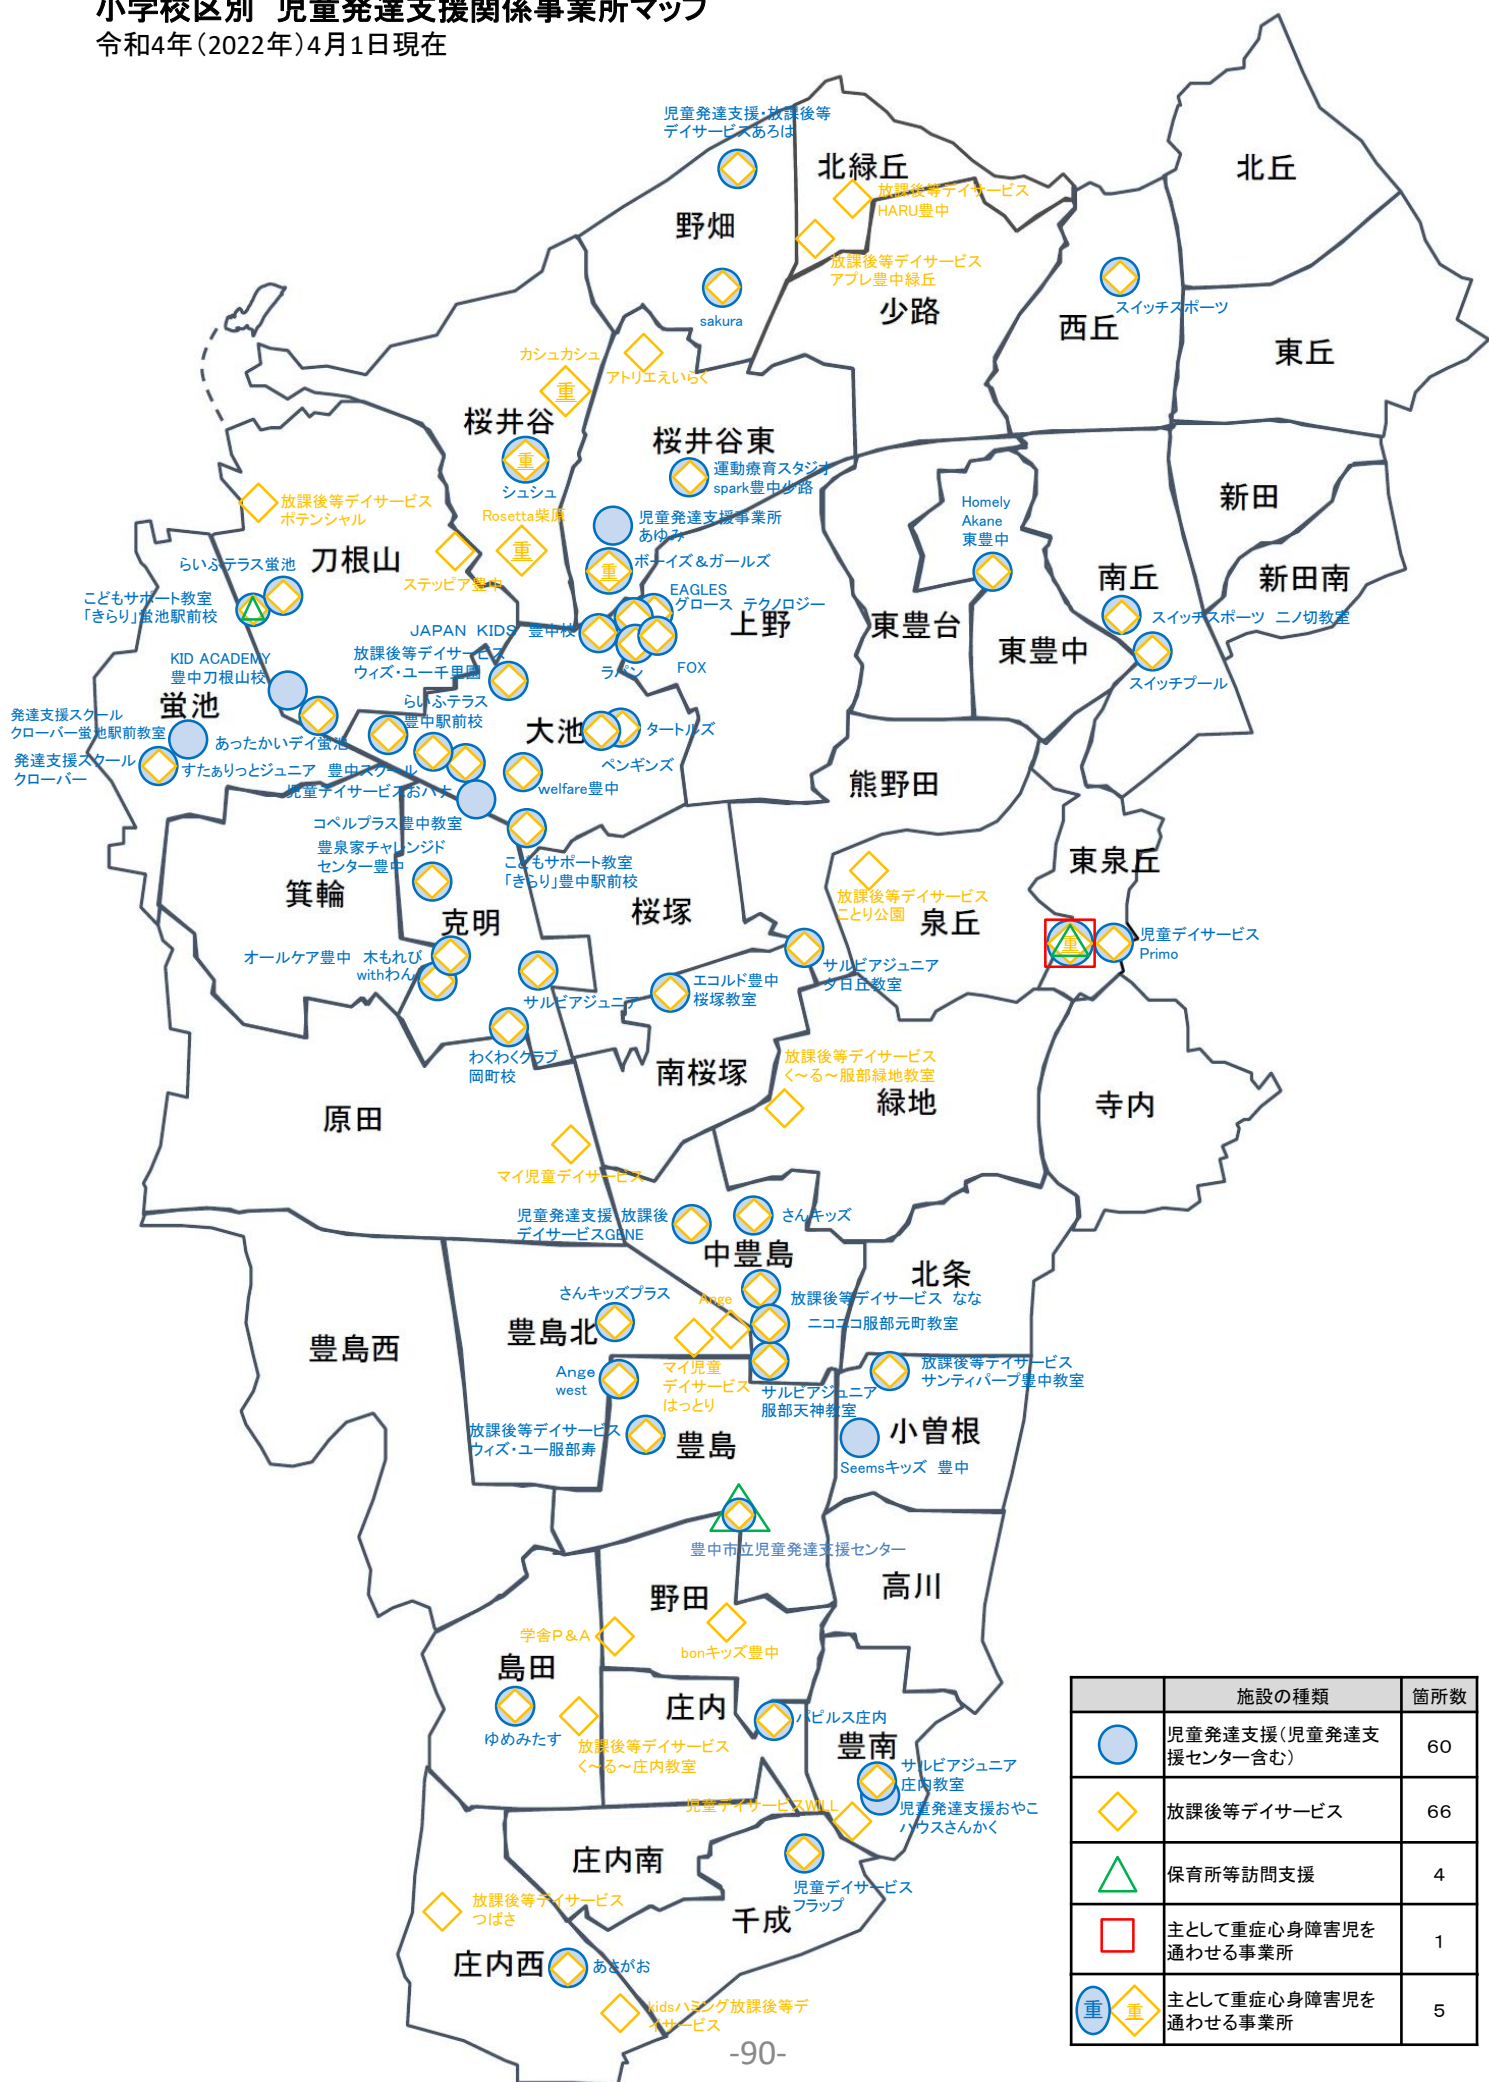 小学校区別 児童発達支援関係事業所マップ
令和4年(2022年)4月1日現在
児童発達支援・放課後等
デイサービスあろは
北緑丘
放課後等デイサービス
HARU豊中
北丘
野畑
放課後等デイサービス
アプレ豊中緑丘
sakura
少路
西丘
スイッチスポーツ
東丘
カシュカシュ
重
アトリエえいらく
桜井谷
重
シュシュ
桜井谷東
運動療育スタジオ
spark豊中少路
放課後等デイサービス
ポテンシャル
Rosetta柴原
重
児童発達支援事業所
あゆみ
Homely
Akane
東豊中
新田
刀根山
ステッピア豊中
重
ボーイズ&ガールズ
南丘
新田南
らいふテラス蛍池
こどもサポート教室
「きらり」蛍池駅前校
EAGLES
グロース テクノロジー
JAPAN KIDS 豊中校
上野
東豊台
東豊中
スイッチスポーツ 二ノ切教室
スイッチプール
放課後等デイサービス
ウィズ・ユー千里園
ラパン
FOX
KID ACADEMY
豊中刀根山校
蛍池
らいふテラス
豊中駅前校
大池
タートルズ
ペンギンズ
発達支援スクール
クローバー蛍池駅前教室
あったかいデイ蛍池
発達支援スクール
クローバー
すたぁりっとジュニア 豊中スクール
児童デイサービスおハナ
welfare豊中
コペルプラス豊中教室
熊野田
豊泉家チャレンジド
センター豊中
こどもサポート教室
「きらり」豊中駅前校
箕輪
克明
桜塚
放課後等デイサービス
ことり公園
泉丘
東泉丘
重
児童デイサービス
Primo
オールケア豊中 木もれび
withわん
サルビアジュニア
エコルド豊中
桜塚教室
サルビアジュニア
夕日丘教室
わくわくクラブ
岡町校
南桜塚
放課後等デイサービス
く～る～服部緑地教室
緑地
寺内
原田
マイ児童デイサービス
児童発達支援 放課後
デイサービスGENE
さんキッズ
中豊島
北条
さんキッズプラス
Ange
放課後等デイサービス なな
ニコニコ服部元町教室
豊島西
豊島北
Ange
west
マイ児童
デイサービス
はっとり
サルビアジュニア
服部天神教室
放課後等デイサービス
サンティパープ豊中教室
放課後等デイサービス
ウィズ・ユー服部寿
豊島
小曽根
Seemsキッズ 豊中
豊中市立児童発達支援センター
野田
高川
学舎P&A
bonキッズ豊中
島田
ゆめみたす
庄内
パピルス庄内
放課後等デイサービス
く～る～庄内教室
豊南
サルビアジュニア
庄内教室
児童デイサービスWILL
児童発達支援おやこ
ハウスさんかく
庄内南
児童デイサービス
フラップ
千成
放課後等デイサービス
つばさ
庄内西
あさがお
kidsハミング放課後等デ
イサービス
施設の種類 箇所数
児童発達支援(児童発達支
援センター含む) 60
放課後等デイサービス 66
保育所等訪問支援 4
主として重症心身障害児を
通わせる事業所 1
重 重 主として重症心身障害児を
通わせる事業所 5
-90-